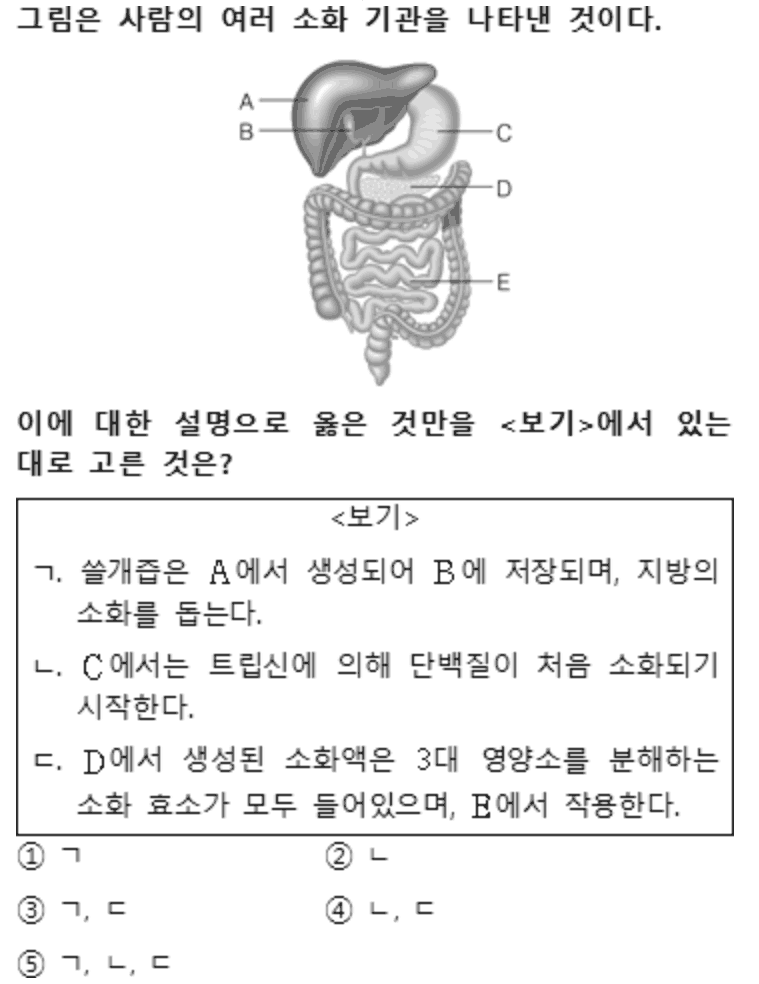 그림은 사람의 여러 소화 기관을 나타낸 것이다.
A
B
C
D
E
이에 대한 설명으로 옳은 것만을 <보기>에서 있는
대로 고른 것은?
<보기>
ㄱ. 쓸개즙은 A에서 생성되어 B에 저장되며, 지방의
소화를 돕는다.
ㄴ. C에서는 트립신에 의해 단백질이 처음 소화되기
시작한다.
ㄷ. D에서 생성된 소화액은 3대 영양소를 분해하는
소화 효소가 모두 들어있으며, E에서 작용한다.
① ㄱ ② ㄴ
③ ㄱ, ㄷ ④ ㄴ, ㄷ
⑤ ㄱ, ㄴ, ㄷ